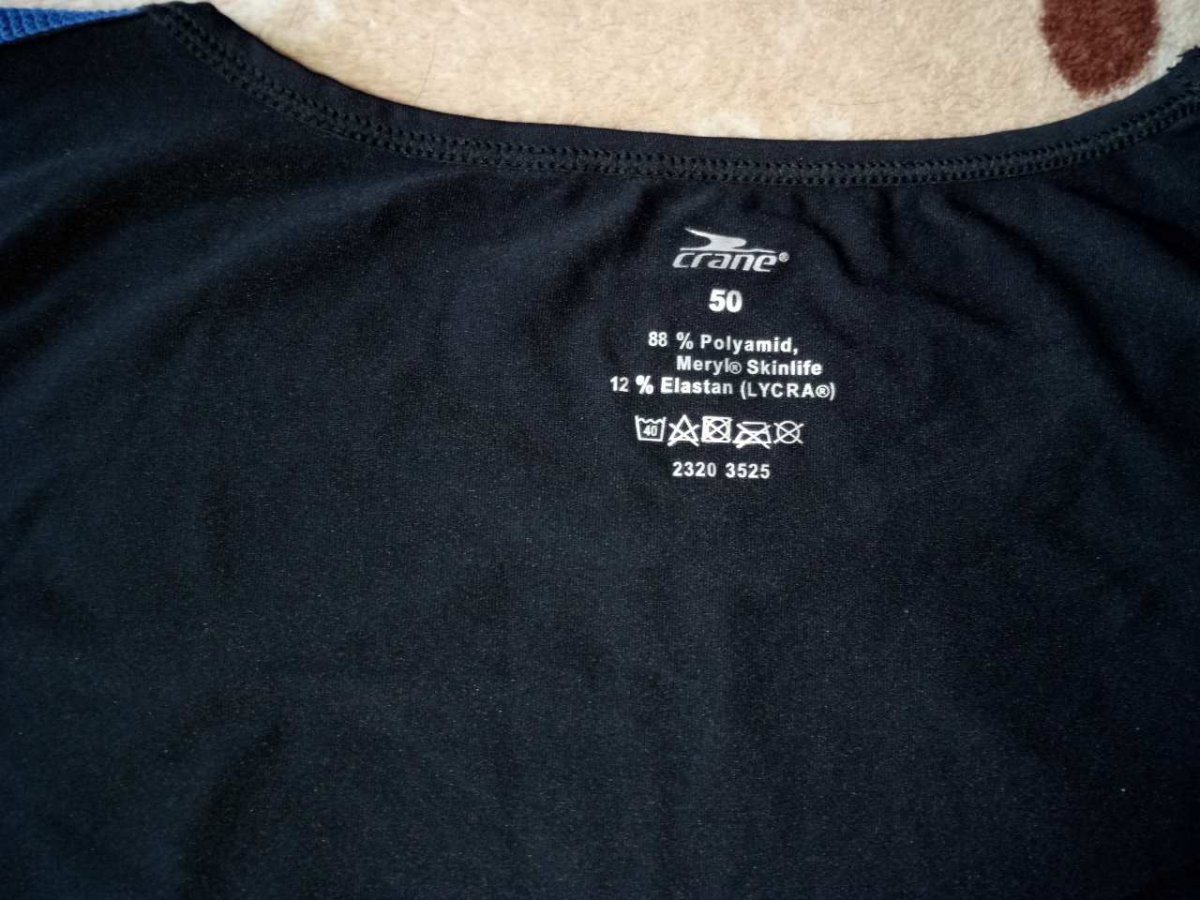 crane®
50
88 % Polyamid,
Meryl® Skinlife
12 % Elastan (LYCRA®)
40
2320 3525